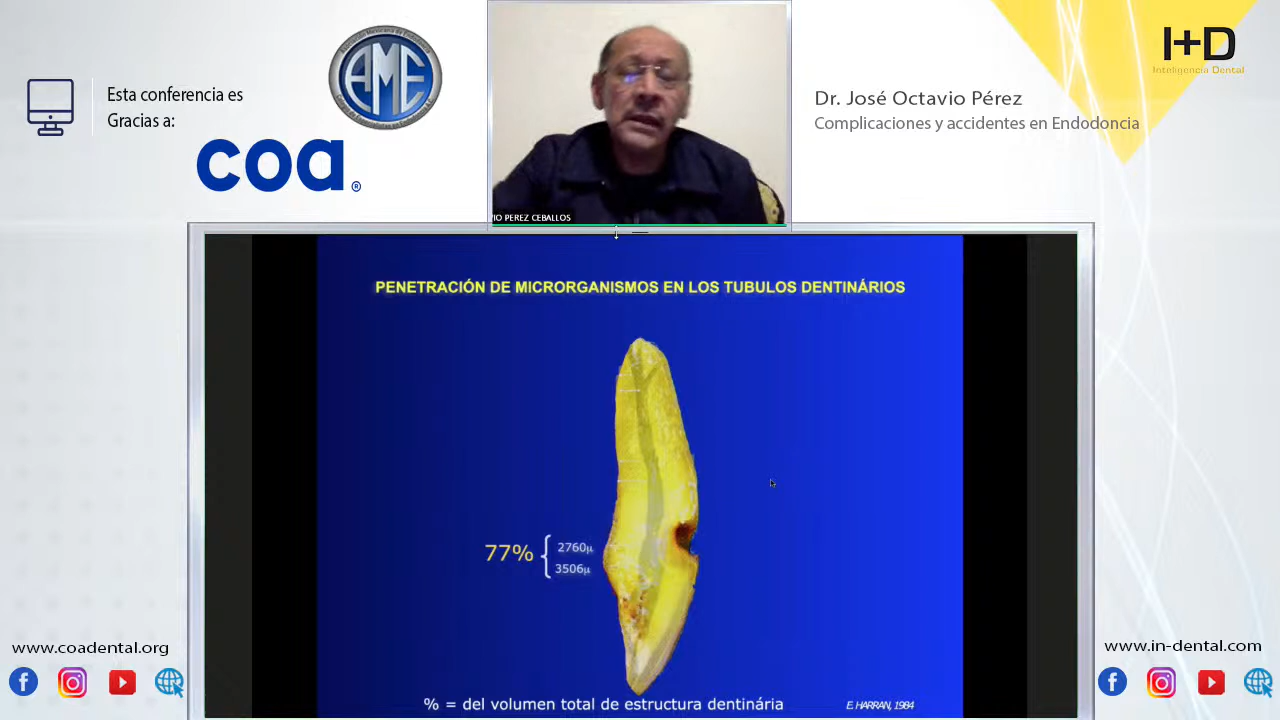 Esta conferencia es
Gracias a:
coa®
AME
IO PEREZ CEBALLOS
Dr. José Octavio Pérez
Complicaciones y accidentes en Endodoncia
I+D
Inteligencia Dental
PENETRACIÓN DE MICRORGANISMOS EN LOS TUBULOS DENTINÁRIOS
77%
2760µ
3506µ
% = del volumen total de estructura dentinária
E. HARRAN, 1984
www.coadental.org
www.in-dental.com